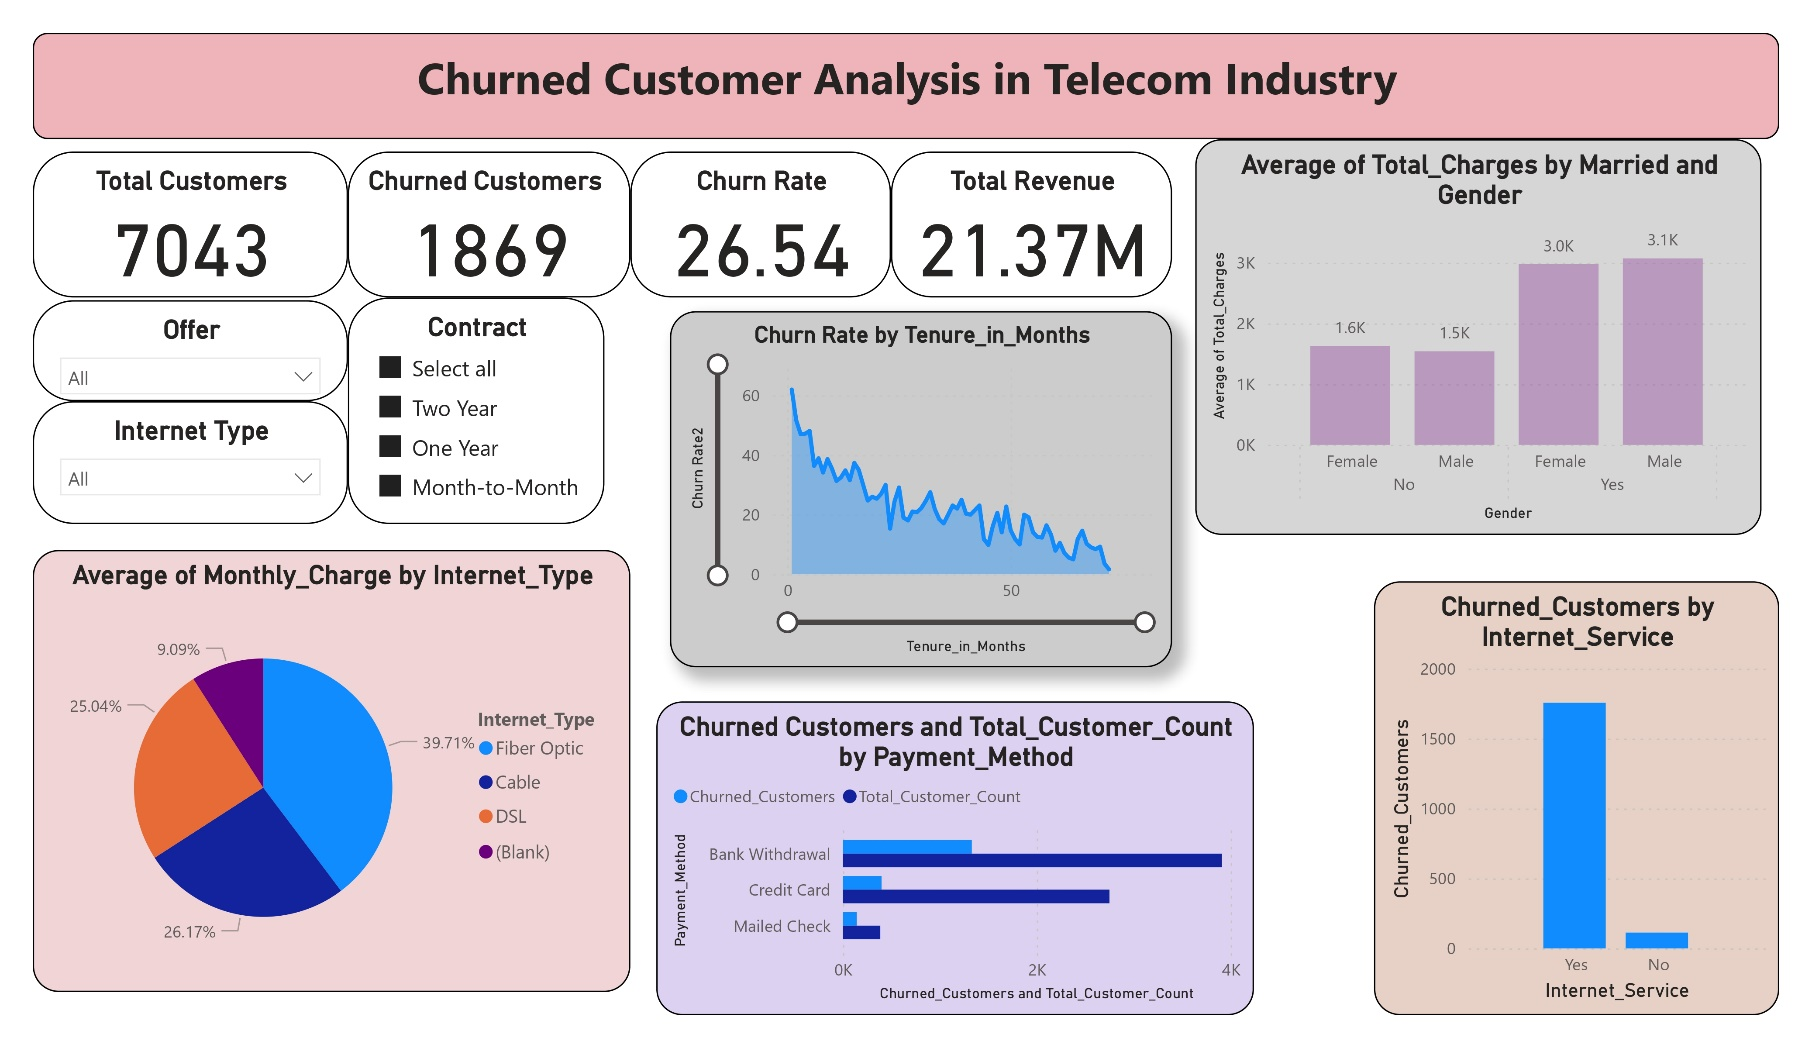 Churned Customer Analysis in Telecom Industry
Total Customers
7043
Churned Customers
1869
Churn Rate
26.54
Total Revenue
21.37M
Offer
All
Internet Type
All
Contract
Select all
Two Year
One Year
Month-to-Month
Churn Rate by Tenure_in_Months
Churn Rate2
60
40
20
0
0
50
Tenure_in_Months
Average of Total_Charges by Married and
Gender
Average of Total_Charges
3K
2K
1K
0K
1.6K
1.5K
3.0K
3.1K
Female
Male
Female
Male
No
Yes
Gender
Average of Monthly_Charge by Internet_Type
9.09%
25.04%
39.71%
26.17%
Internet_Type
Fiber Optic
Cable
DSL
(Blank)
Churned Customers and Total_Customer_Count
by Payment_Method
Churned_Customers
Total_Customer_Count
Payment_Method
Bank Withdrawal
Credit Card
Mailed Check
0K
2K
4K
Churned_Customers and Total_Customer_Count
Churned_Customers by
Internet_Service
Churned_Customers
2000
1500
1000
500
0
Yes
No
Internet_Service